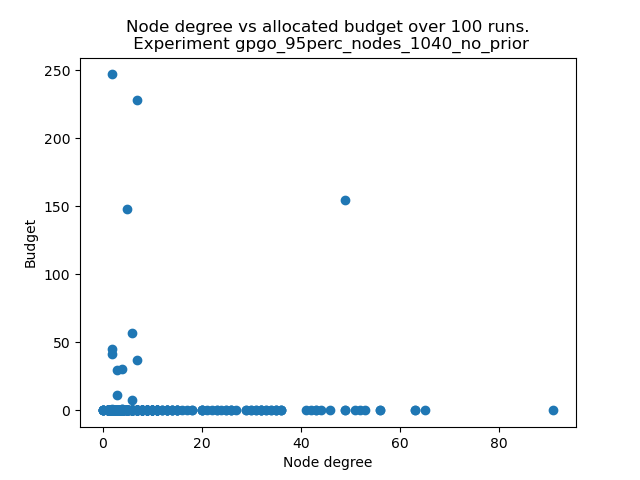 Node degree vs allocated budget over 100 runs.
Experiment gpgo_95perc_nodes_1040_no_prior
250
200
150
100
50
0
Budget
0 20 40 60 80
Node degree